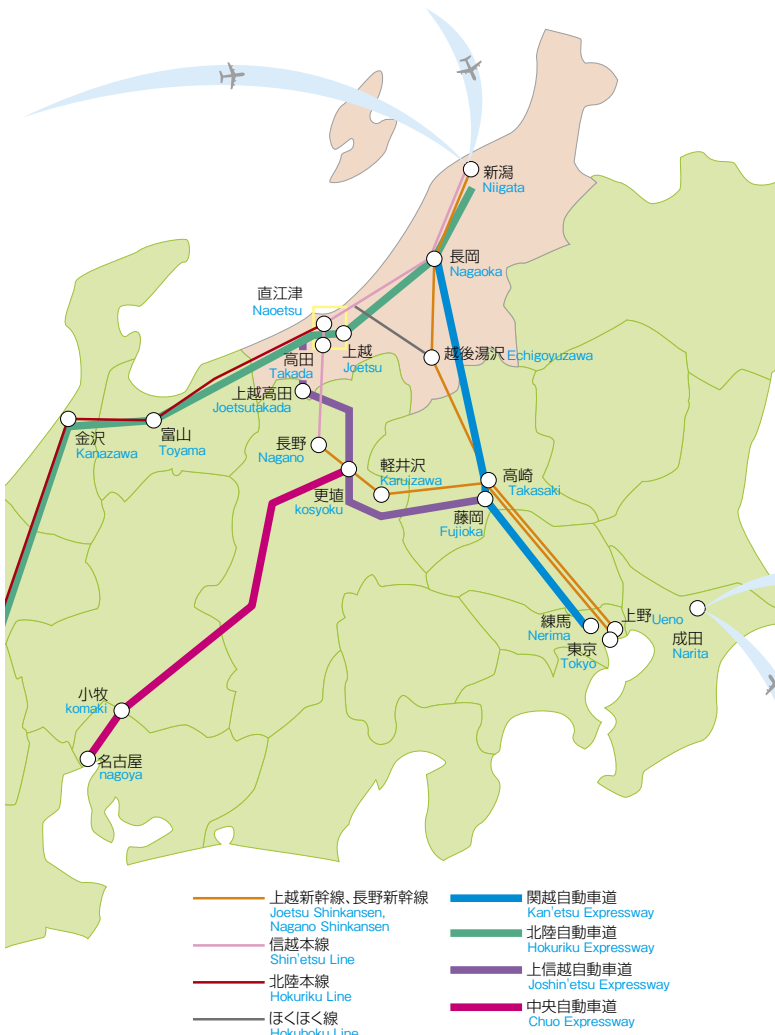 新潟
Niigata
長岡
Nagaoka
直江津
Naoetsu
上越
Joetsu
高田
Takada
越後湯沢 Echigoyuzawa
上越高田
Joetsutakada
金沢
Kanazawa
富山
Toyama
長野
Nagano
軽井沢
Karuizawa
高崎
Takasaki
更埴
kosyoku
藤岡
Fujioka
練馬
Nerima
上野 Ueno
東京
Tokyo
成田
Narita
小牧
komaki
名古屋
nagoya
上越新幹線、長野新幹線
Joetsu Shinkansen,
Nagano Shinkansen
信越本線
Shin'etsu Line
北陸本線
Hokuriku Line
ほくほく線
Hokuhoku Line
関越自動車道
Kan'etsu Expressway
北陸自動車道
Hokuriku Expressway
上信越自動車道
Joshin'etsu Expressway
中央自動車道
Chuo Expressway